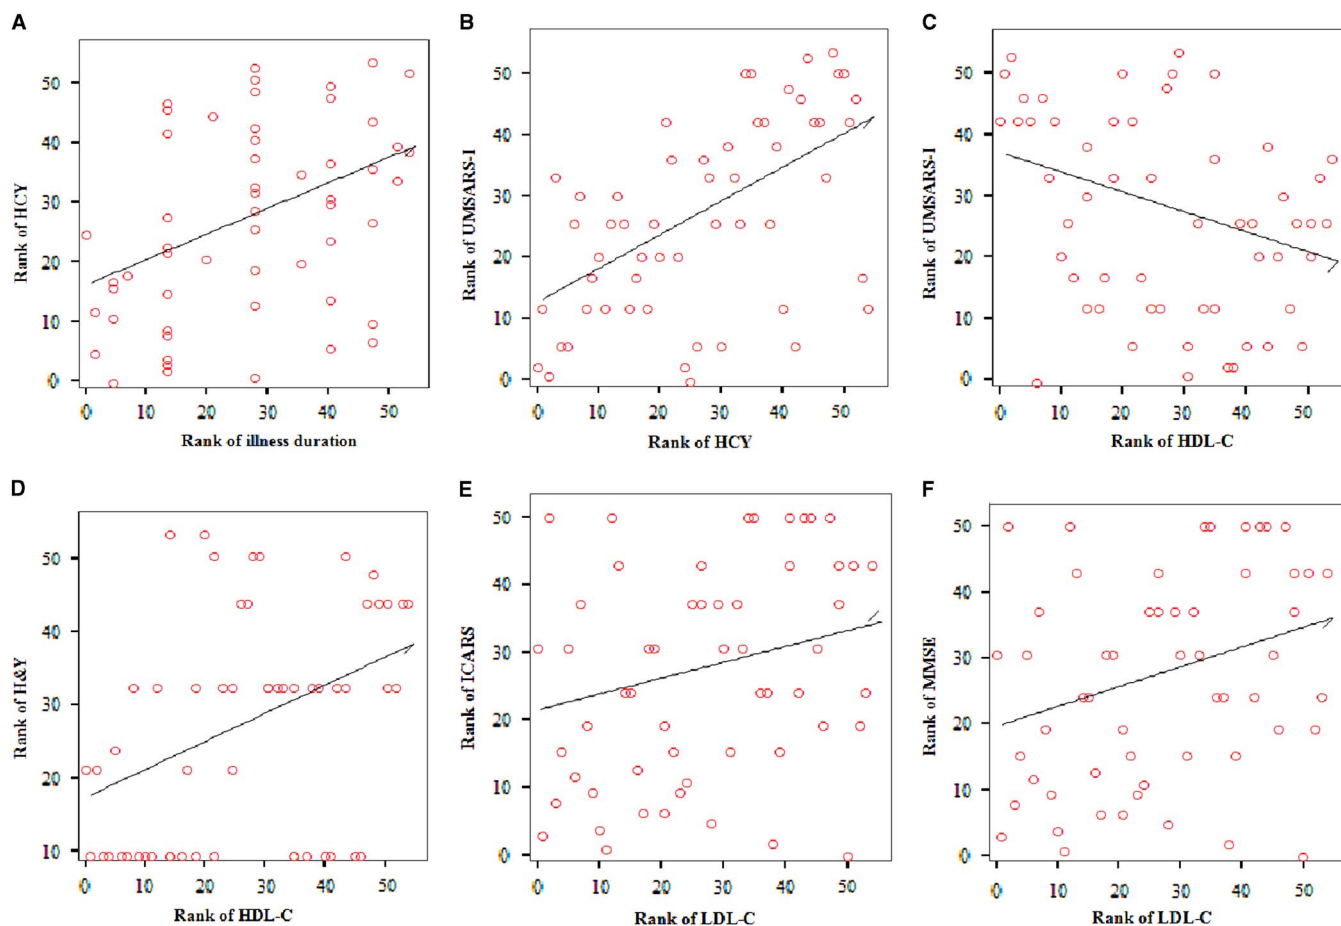 A
50
40
30
20
10
0
Rank of HCY
0 10 20 30 40 50
Rank of illness duration
B
50
40
30
20
10
0
Rank of UMSARS-I
0 10 20 30 40 50
Rank of HCY
C
50
40
30
20
10
0
Rank of UMSARS-I
0 10 20 30 40 50
Rank of HDL-C
D
50
40
30
20
10
Rank of H&Y
0 10 20 30 40 50
Rank of HDL-C
E
50
40
30
20
10
0
Rank of ICARS
0 10 20 30 40 50
Rank of LDL-C
F
50
40
30
20
10
0
Rank of MMSE
0 10 20 30 40 50
Rank of LDL-C